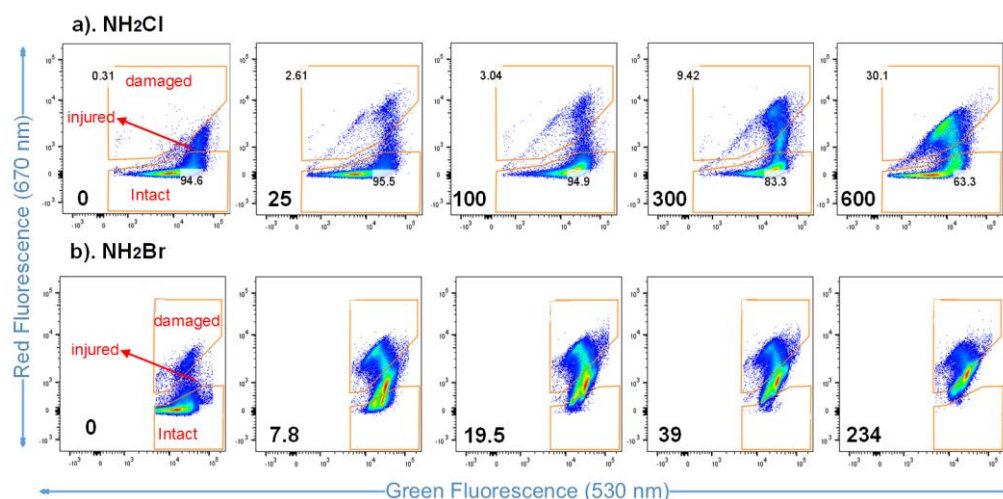 a). NH2Cl
0.31
damaged
injured
94.6
Intact
0
2.61
95.5
25
3.04
94.9
100
9.42
83.3
300
30.1
63.3
600
b). NH2Br
damaged
injured
Intact
0
7.8
19.5
39
234
Red Fluorescence (670 nm)
Green Fluorescence (530 nm)